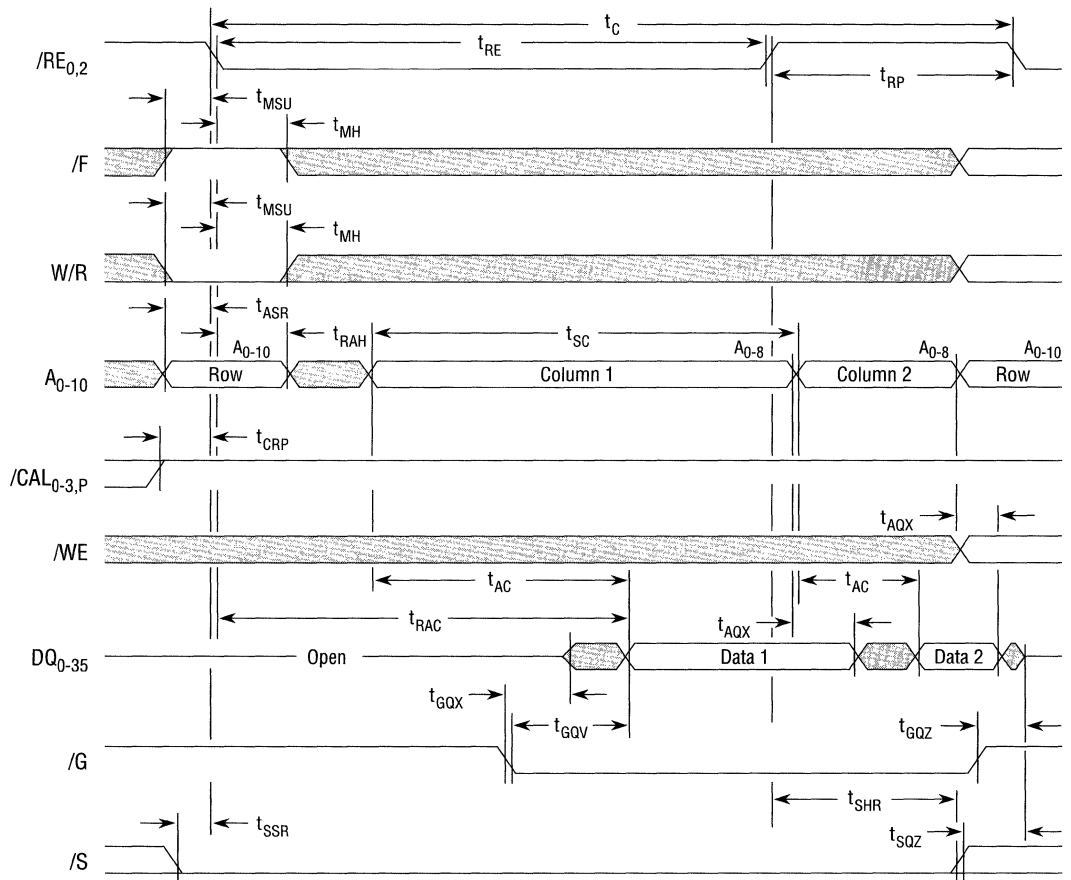 tC
/RE0,2
tRE
tRP
tMSU
tMH
/F
tMSU
tMH
W/R
tASR
tRAH
tSC
A0-10
A0-8
A0-8
A0-10
A0-10
Row
Column 1
Column 2
Row
tCRP
/CAL0-3,P
tAQX
/WE
tAC
tAC
tRAC
tAQX
DQ0-35
Open
Data 1
Data 2
tGQX
tGQV
tGQZ
/G
tSHR
tSSR
tSQZ
/S